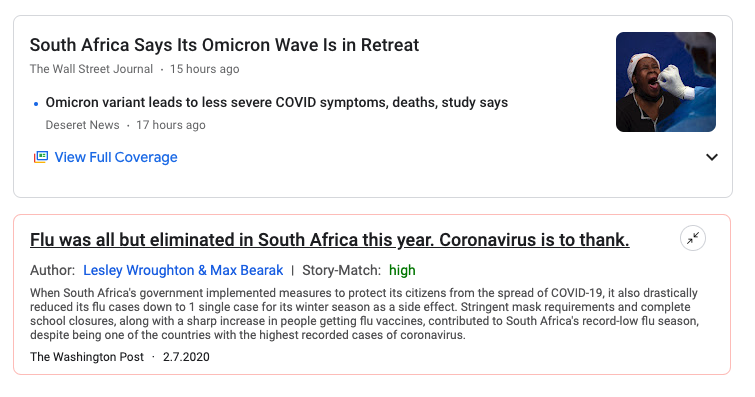 South Africa Says Its Omicron Wave Is in Retreat
The Wall Street Journal · 15 hours ago
• Omicron variant leads to less severe COVID symptoms, deaths, study says
Deseret News · 17 hours ago
View Full Coverage
Flu was all but eliminated in South Africa this year. Coronavirus is to thank.
Author: Lesley Wroughton & Max Bearak | Story-Match: high
When South Africa's government implemented measures to protect its citizens from the spread of COVID-19, it also drastically
reduced its flu cases down to 1 single case for its winter season as a side effect. Stringent mask requirements and complete
school closures, along with a sharp increase in people getting flu vaccines, contributed to South Africa's record-low flu season,
despite being one of the countries with the highest recorded cases of coronavirus.
The Washington Post · 2.7.2020